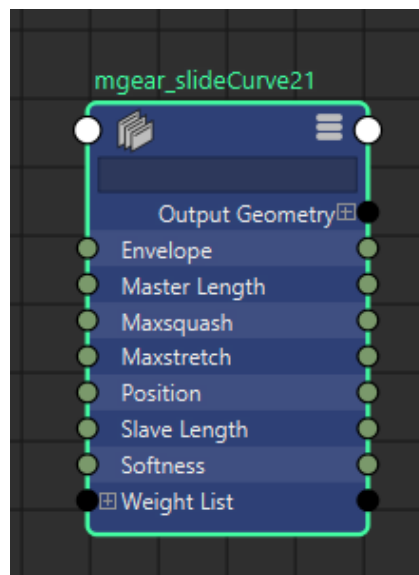 mgear_slideCurve21
Output Geometry
Envelope
Master Length
Maxsquash
Maxstretch
Position
Slave Length
Softness
Weight List